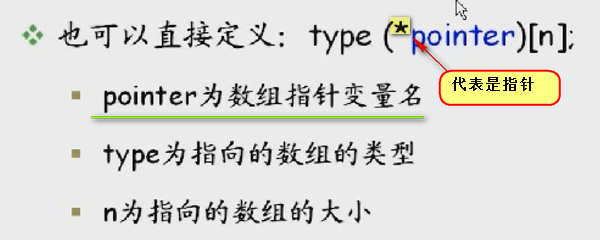 也可以直接定义：type (*pointer)[n];
代表是指针
pointer为数组指针变量名
type为指向的数组的类型
n为指向的数组的大小